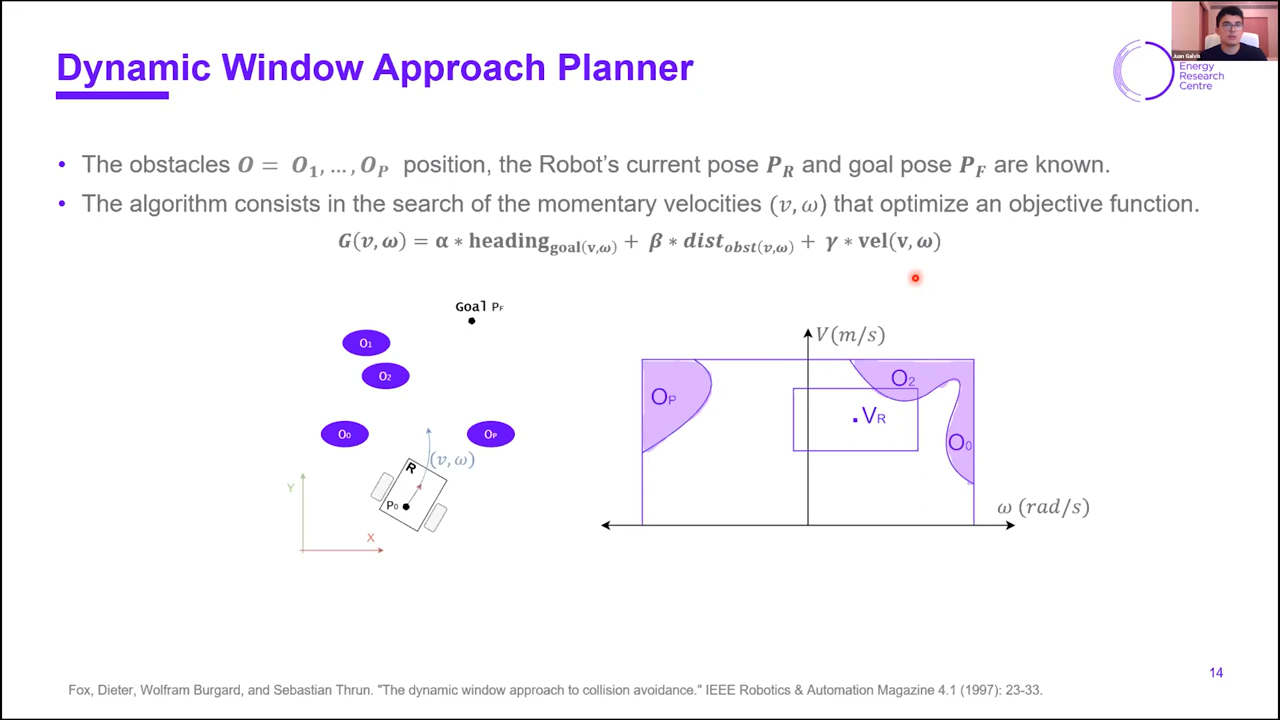 Juan Galvis
Dynamic Window Approach Planner
Energy
Research
Centre
• The obstacles O = O₁, ..., O_P position, the Robot's current pose P_R and goal pose P_F are known.
• The algorithm consists in the search of the momentary velocities (v, ω) that optimize an objective function.
G(v, ω) = α * heading_goal(v,ω) + β * dist_obst(v,ω) + γ * vel(v, ω)
Goal P_F
O₁
O₂
O₀
O_P
(v, ω)
R
P₀
Y
X
V(m/s)
O_P
O₂
V_R
O₀
ω (rad/s)
14
Fox, Dieter, Wolfram Burgard, and Sebastian Thrun. "The dynamic window approach to collision avoidance." IEEE Robotics & Automation Magazine 4.1 (1997): 23-33.